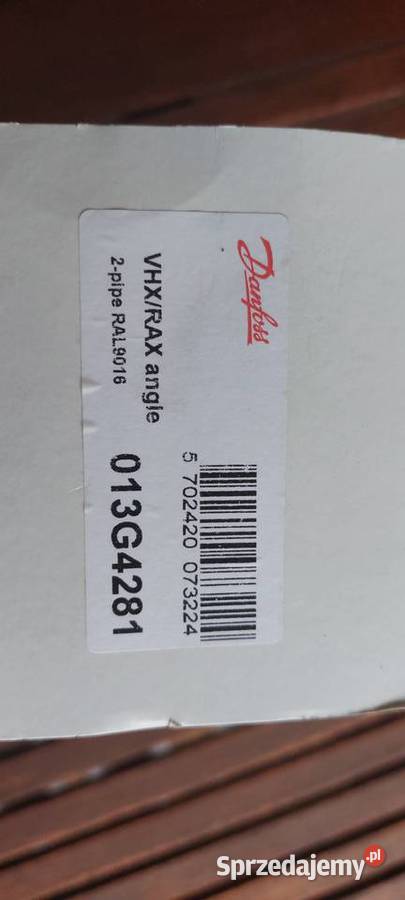 Danfoss
VHX/RAX angle
2-pipe RAL9016
5 702420 073224
013G4281
Sprzedajemy.pl